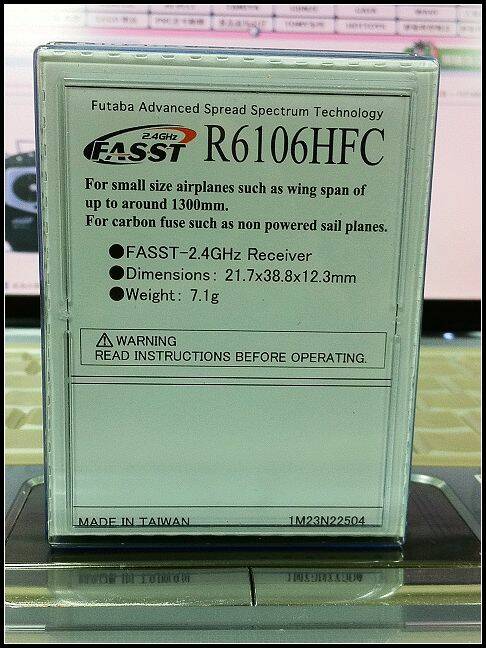 Futaba Advanced Spread Spectrum Technology
2.4GHz
FASST R6106HFC
For small size airplanes such as wing span of
up to around 1300mm.
For carbon fuse such as non powered sail planes.
●FASST-2.4GHz Receiver
●Dimensions: 21.7x38.8x12.3mm
●Weight: 7.1g
⚠ WARNING
READ INSTRUCTIONS BEFORE OPERATING.
MADE IN TAIWAN 1M23N22504